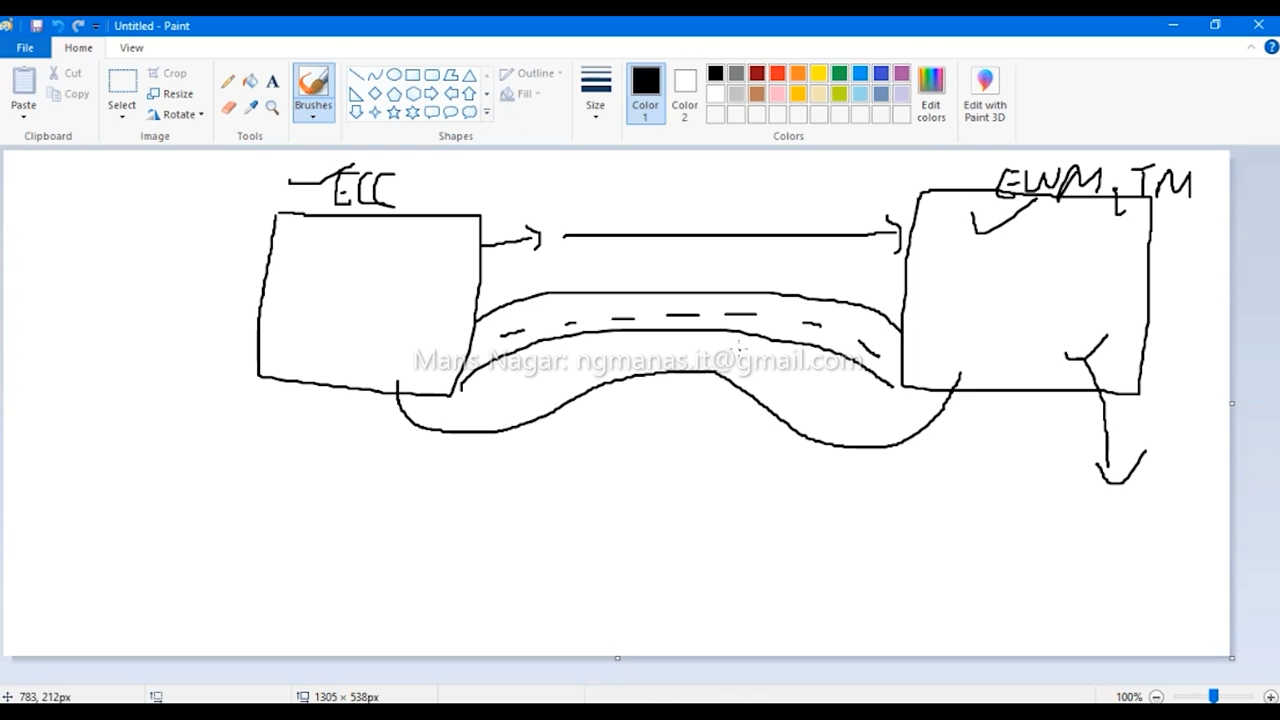 Untitled - Paint
File Home View
Paste
Cut
Copy
Clipboard
Select
Crop
Resize
Rotate
Image
Tools
Brushes
Shapes
Outline
Fill
Size
Color 1
Color 2
Colors
Edit colors
Edit with Paint 3D
ECC
EWM, TM
Manas Nagar: ngmanas.it@gmail.com
783, 212px
1305 × 538px
100%